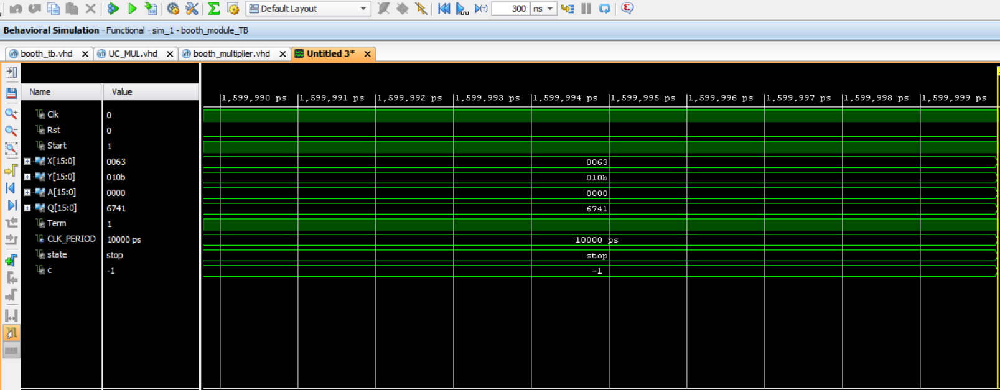 Default Layout 300 ns
Behavioral Simulation - Functional - sim_1 - booth_module_TB
booth_tb.vhd UC_MUL.vhd booth_multiplier.vhd Untitled 3*
Name Value
1,599,990 ps 1,599,991 ps 1,599,992 ps 1,599,993 ps 1,599,994 ps 1,599,995 ps 1,599,996 ps 1,599,997 ps 1,599,998 ps 1,599,999 ps
Clk 0
Rst 0
Start 1
X[15:0] 0063 0063
Y[15:0] 010b 010b
A[15:0] 0000 0000
Q[15:0] 6741 6741
Term 1
CLK_PERIOD 10000 ps 10000 ps
state stop stop
c -1 -1